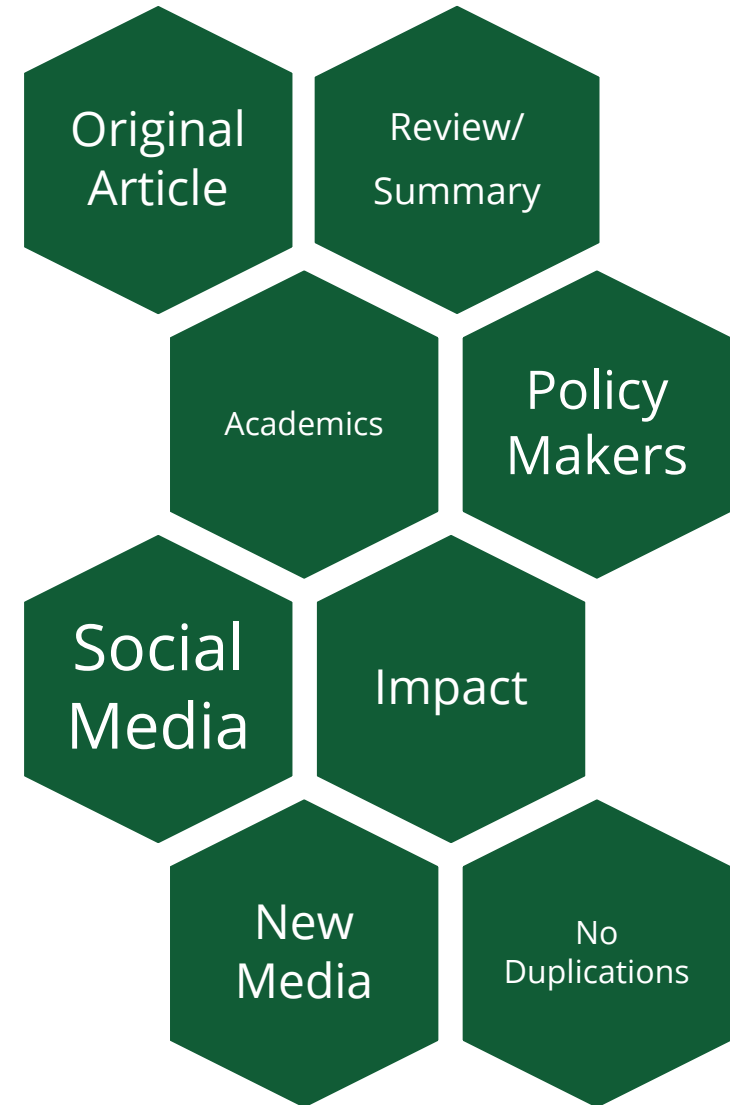 Original
Article
Review/
Summary
Academics
Policy
Makers
Social
Media
Impact
New
Media
No
Duplications